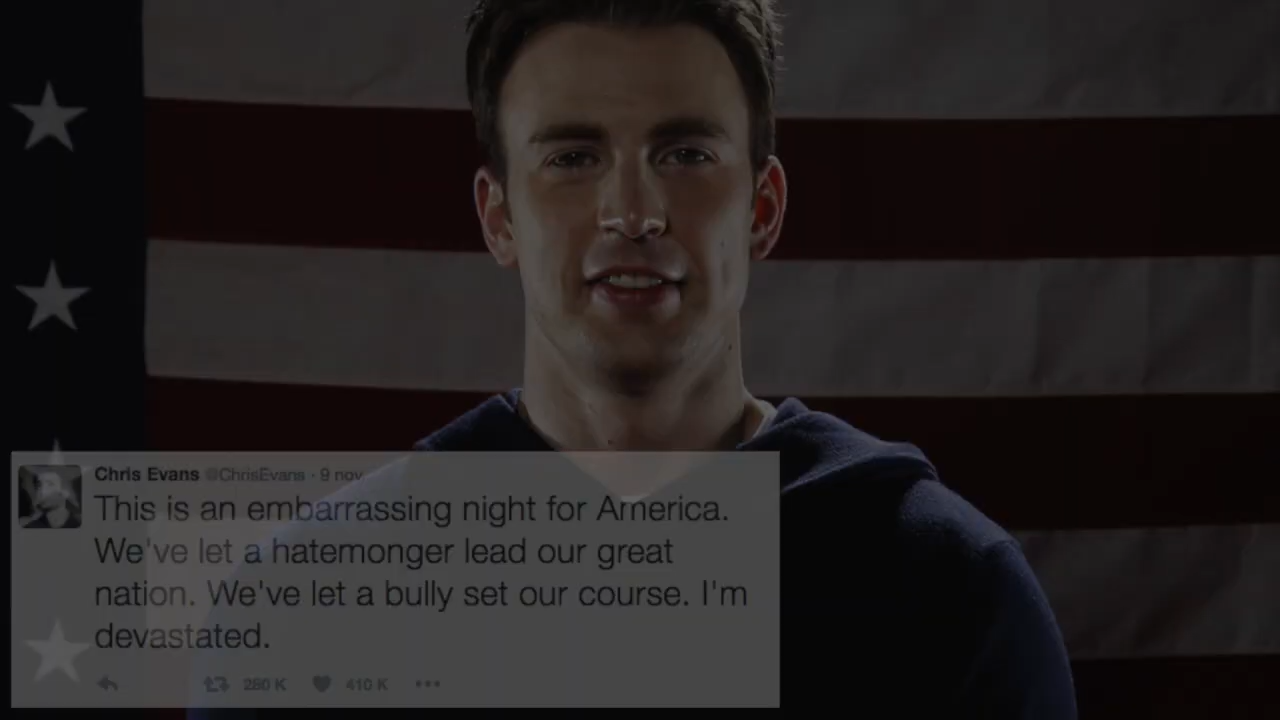 Chris Evans @ChrisEvans · 9 nov
This is an embarrassing night for America.
We've let a hatemonger lead our great
nation. We've let a bully set our course. I'm
devastated.
280 K 410 K